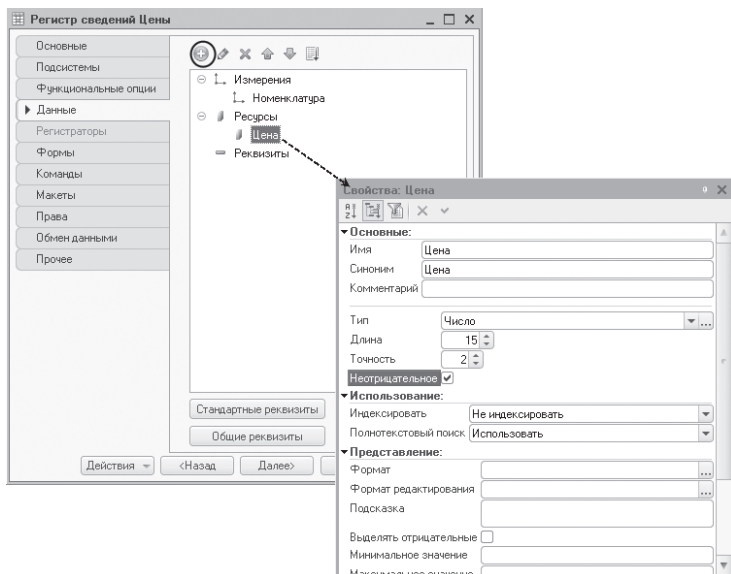 Регистр сведений Цены
Основные
Подсистемы
Функциональные опции
Данные
Регистраторы
Формы
Команды
Макеты
Права
Обмен данными
Прочее
Измерения
Номенклатура
Ресурсы
Цена
Реквизиты
Стандартные реквизиты
Общие реквизиты
Действия
<Назад
Далее>
Свойства: Цена
Основные:
Имя Цена
Синоним Цена
Комментарий
Тип Число
Длина 15
Точность 2
Неотрицательное
Использование:
Индексировать Не индексировать
Полнотекстовый поиск Использовать
Представление:
Формат
Формат редактирования
Подсказка
Выделять отрицательные
Минимальное значение
Максимальное значение